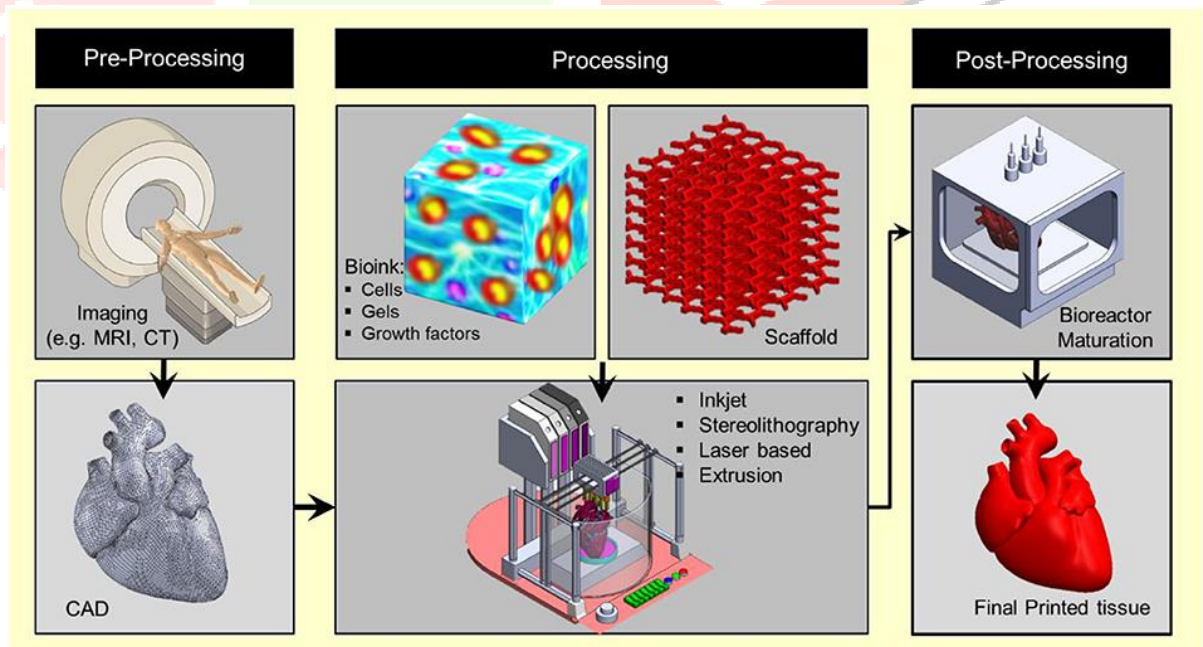 Pre-Processing
Processing
Post-Processing
Imaging
(e.g. MRI, CT)
Bioink:
▪ Cells
▪ Gels
▪ Growth factors
Scaffold
Bioreactor
Maturation
CAD
▪ Inkjet
▪ Stereolithography
▪ Laser based
▪ Extrusion
Final Printed tissue